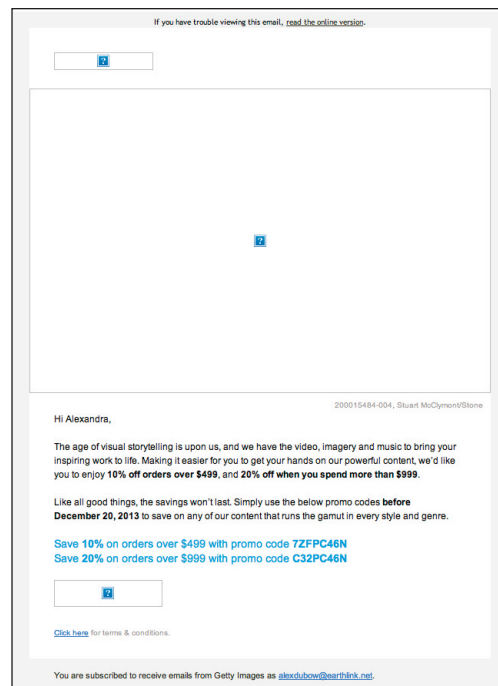 If you have trouble viewing this email, read the online version.
200015484-004, Stuart McClymont/Stone
Hi Alexandra,
The age of visual storytelling is upon us, and we have the video, imagery and music to bring your
inspiring work to life. Making it easier for you to get your hands on our powerful content, we'd like
you to enjoy 10% off orders over $499, and 20% off when you spend more than $999.
Like all good things, the savings won't last. Simply use the below promo codes before
December 20, 2013 to save on any of our content that runs the gamut in every style and genre.
Save 10% on orders over $499 with promo code 7ZFPC46N
Save 20% on orders over $999 with promo code C32PC46N
Click here for terms & conditions.
You are subscribed to receive emails from Getty Images as alexdubow@earthlink.net.